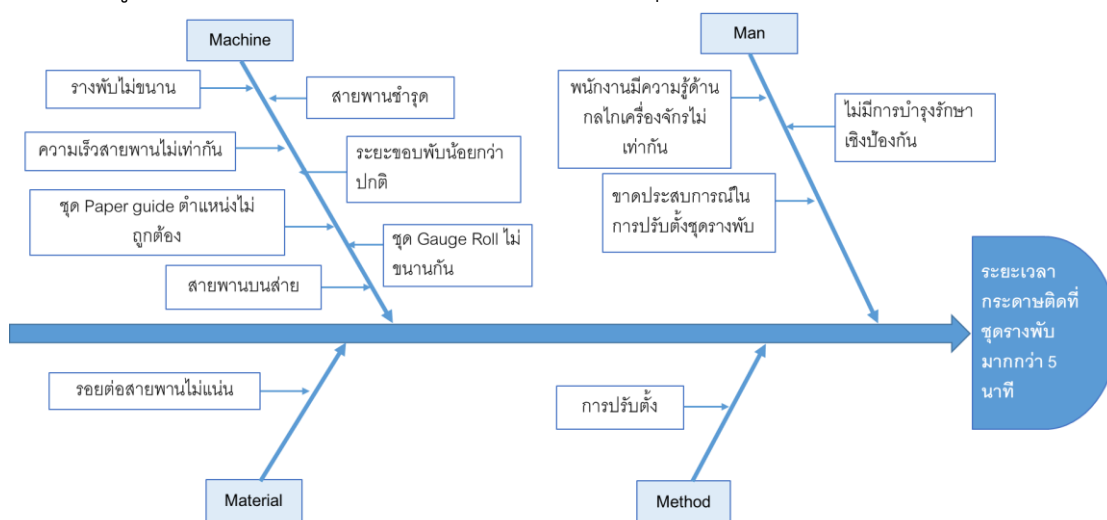 Machine
Man
รางพับไม่ขนาน
สายพานชำรุด
ความเร็วสายพานไม่เท่ากัน
ระยะขอบพับน้อยกว่า
ปกติ
ชุด Paper guide ตำแหน่งไม่
ถูกต้อง
ชุด Gauge Roll ไม่
ขนานกัน
สายพานบนส่าย
พนักงานมีความรู้ด้าน
กลไกเครื่องจักรไม่
เท่ากัน
ไม่มีการบำรุงรักษา
เชิงป้องกัน
ขาดประสบการณ์ใน
การปรับตั้งชุดรางพับ
ระยะเวลา
กระดาษติดที่
ชุดรางพับ
มากกว่า 5
นาที
รอยต่อสายพานไม่แน่น
การปรับตั้ง
Material
Method